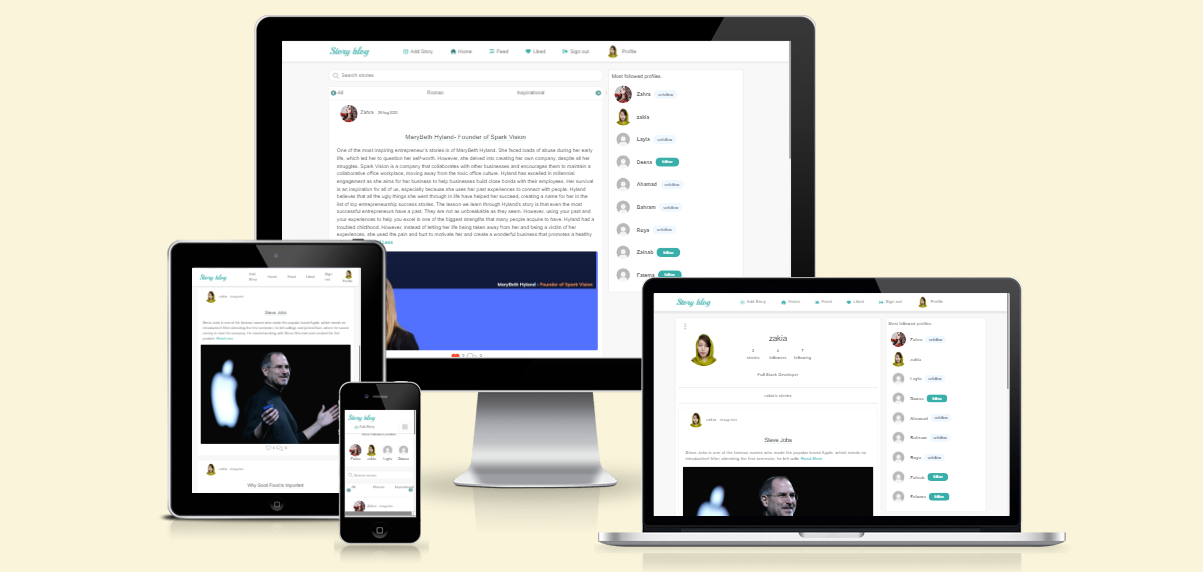 Story blog
Add Story Home Feed Liked Sign out Profile
Search stories
All Roman Inspirational
Zahra
MaryBeth Hyland- Founder of Spark Vision
One of the most inspiring entrepreneur's stories is of MaryBeth Hyland. She faced loads of abuse during her early
life, which led her to question her self-worth. However, she delved into creating her own company, despite all her
struggles. Spark Vision is a company that collaborates with other businesses and encourages them to maintain a
collaborative office workplace, moving away from the toxic office culture. Hyland has excelled in millennial
engagement as she aims for her business to help businesses build close bonds with their employees. Her survival
is an inspiration for all of us, especially because she uses her past experiences to connect with people. Hyland
believes that all the ugly things she went through in life have helped her succeed, creating a name for her in the
list of top entrepreneurship success stories. The lesson we learn through Hyland's story is that even the most
successful entrepreneurs have a past. They are not as unbreakable as they seem. However, using your past and
your experiences to help you excel is one of the biggest strengths that many people acquire to have. Hyland had a
troubled childhood. However, instead of letting her life being taken away from her and being a victim of her
experiences, she used the pain and hurt to motivate her and create a wonderful business that promotes a healthy
Less
MaryBeth Hyland - Founder of Spark Vision
Most followed profiles.
Zahra unfollow
zakia
Layla unfollow
Deena follow
Ahamad unfollow
Bahram unfollow
Roya unfollow
Zainab follow
Fatema follow
Story blog
Add Story
Home Feed Liked
Sign out
Profile
zakia
Steve Jobs
Steve Jobs is one of the famous names who made the popular brand Apple, which needs no
introduction! After attending the first semester, he left college and joined Atari, where he saved
Read More
zakia
Why Good Food is Important
Story blog
Add Story
Most followed profiles.
Zahra zakia Layla Deena
Search stories
All Roman Inspirational
Zahra
Story blog
Add Story Home Feed Liked Sign out Profile
zakia
stories followers following
Full Stack Developer
zakia's stories
zakia
Steve Jobs
Steve Jobs is one of the famous names who made the popular brand Apple, which needs no
introduction! After attending the first semester, he left Read More
Most followed profiles.
Zahra unfollow
zakia
Layla unfollow
Deena follow
Ahamad unfollow
Bahram unfollow
Roya unfollow
Zainab follow
Fatema follow